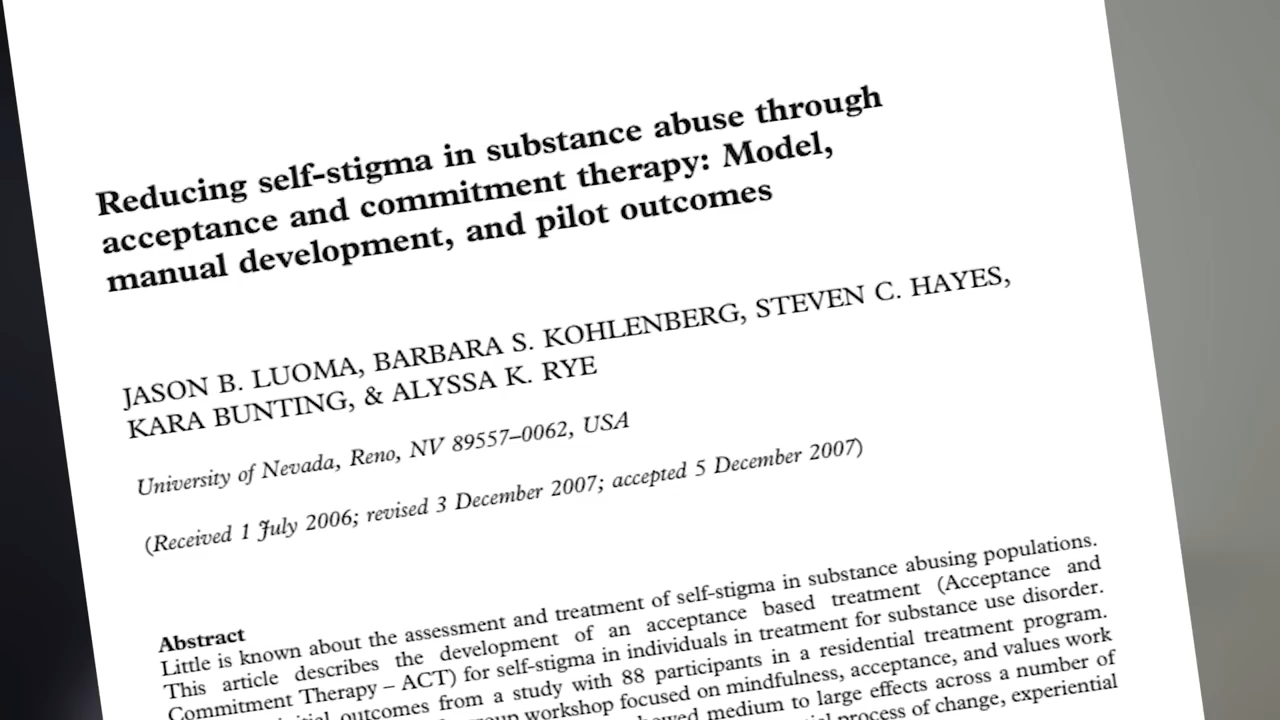 Reducing self-stigma in substance abuse through
acceptance and commitment therapy: Model,
manual development, and pilot outcomes
JASON B. LUOMA, BARBARA S. KOHLENBERG, STEVEN C. HAYES,
KARA BUNTING, & ALYSSA K. RYE
University of Nevada, Reno, NV 89557–0062, USA
(Received 1 July 2006; revised 3 December 2007; accepted 5 December 2007)
Abstract
Little is known about the assessment and treatment of self-stigma in substance abusing populations.
This article describes the development of an acceptance based treatment (Acceptance and
Commitment Therapy – ACT) for self-stigma in individuals in treatment for substance use disorder.
outcomes from a study with 88 participants in a residential treatment program.
workshop focused on mindfulness, acceptance, and values work
medium to large effects across a number of
process of change, experiential